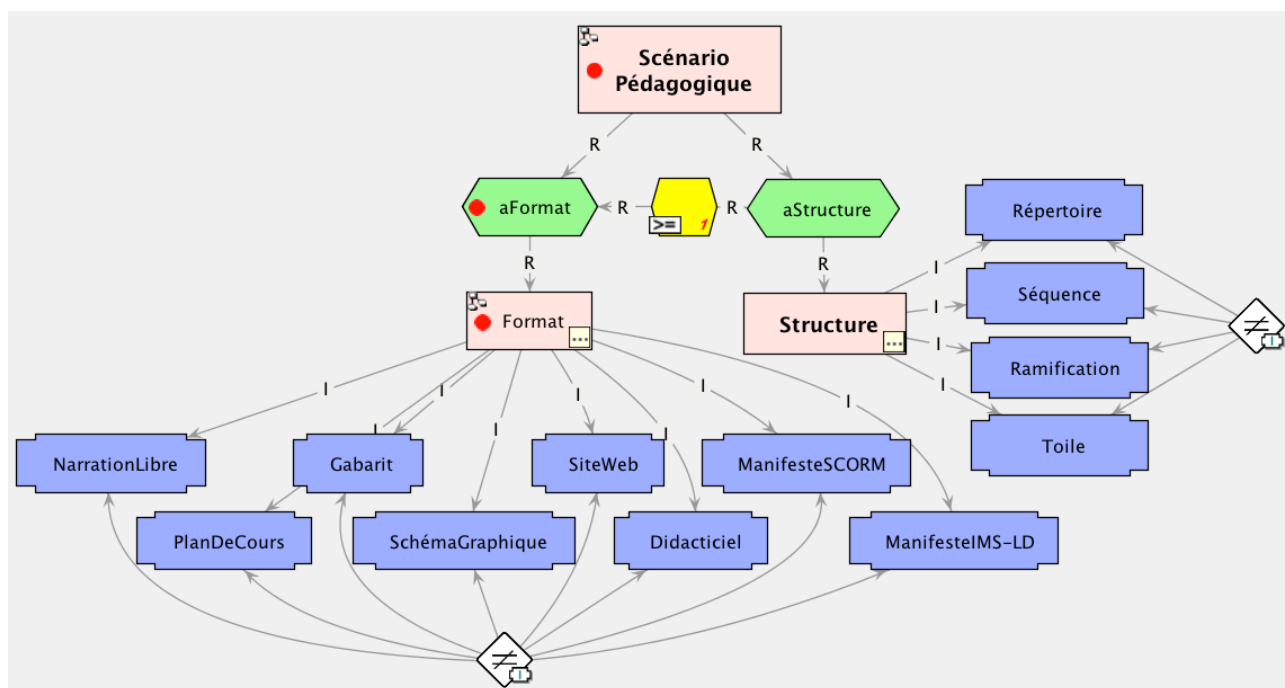 Scénario
Pédagogique
R
R
aFormat
R
>=
1
R
aStructure
Répertoire
R
R
I
Séquence
I
Format
...
Structure
...
≠
I
I
Ramification
I
Toile
I
I
I
I
I
I
I
I
NarrationLibre
Gabarit
SiteWeb
ManifesteSCORM
PlanDeCours
SchémaGraphique
Didacticiel
ManifesteIMS-LD
≠
I